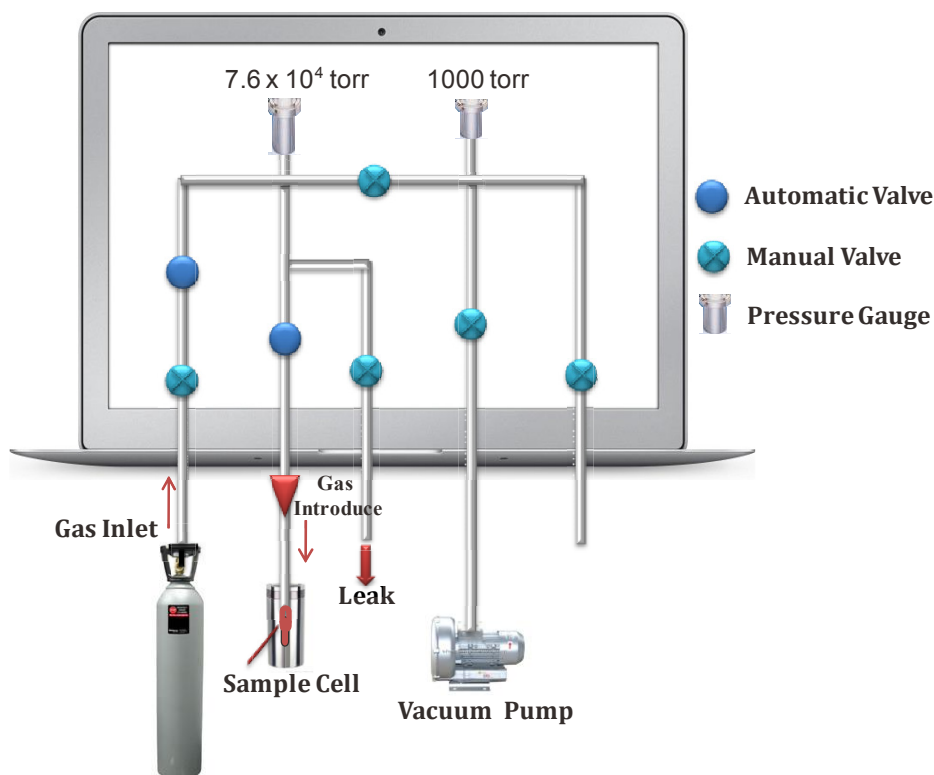 7.6 x 10⁴ torr
1000 torr
Automatic Valve
Manual Valve
Pressure Gauge
Gas
Introduce
Gas Inlet
Leak
Sample Cell
Vacuum Pump